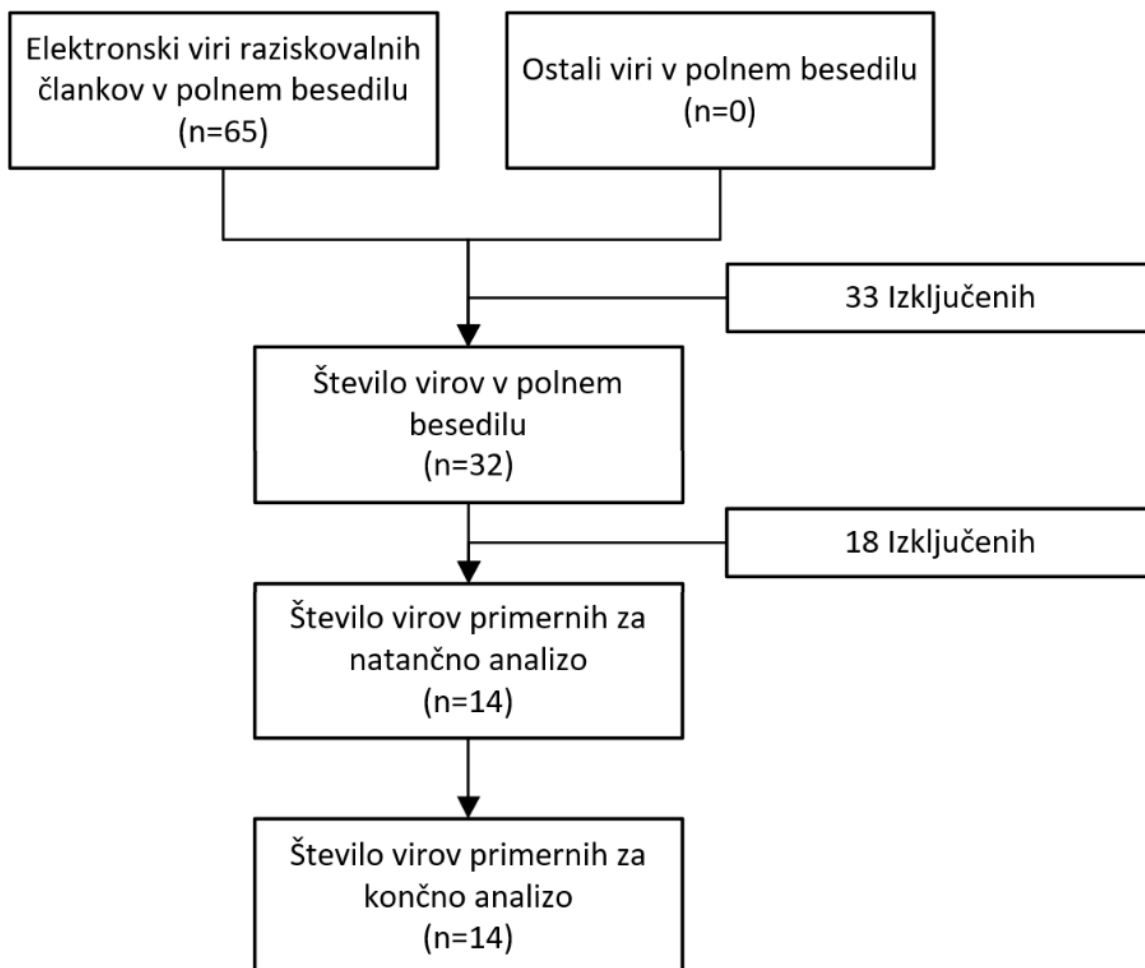 Elektronski viri raziskovalnih
člankov v polnem besedilu
(n=65)
Ostali viri v polnem besedilu
(n=0)
33 Izključenih
Število virov v polnem
besedilu
(n=32)
18 Izključenih
Število virov primernih za
natančno analizo
(n=14)
Število virov primernih za
končno analizo
(n=14)